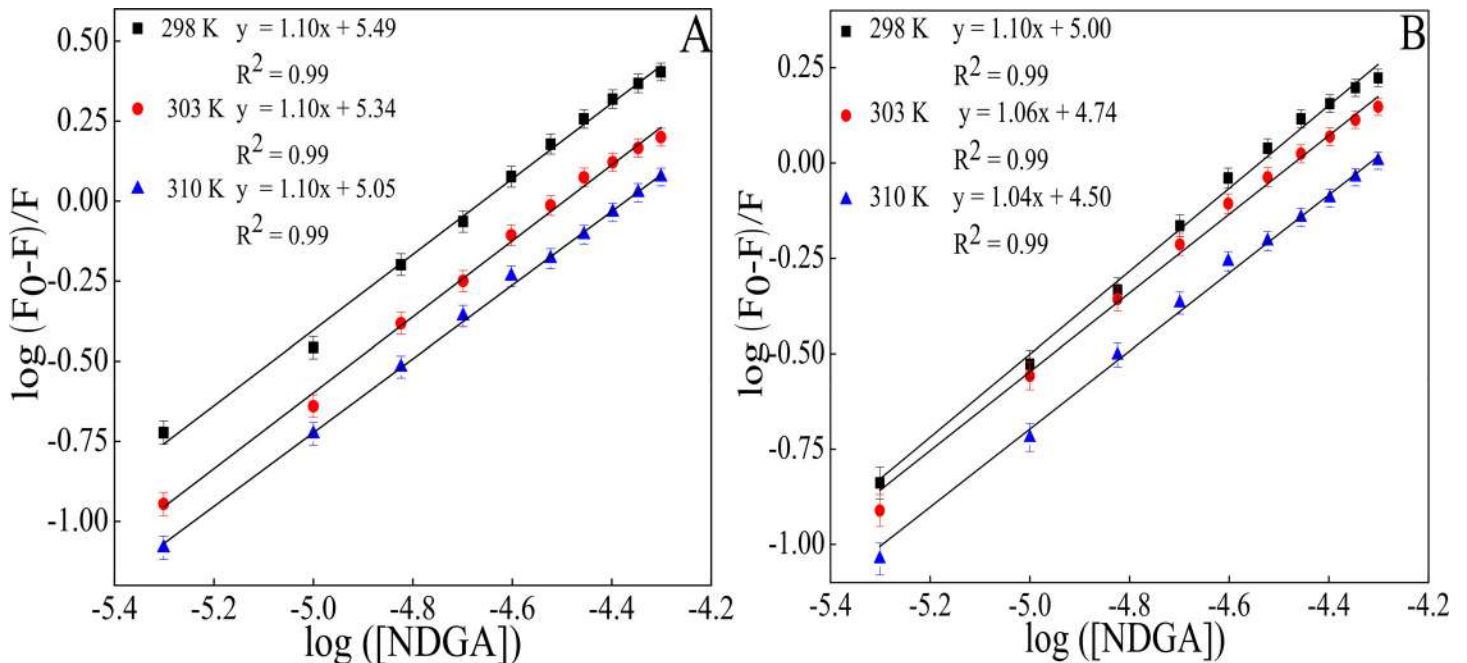 A
298 K y = 1.10x + 5.49
R2 = 0.99
303 K y = 1.10x + 5.34
R2 = 0.99
310 K y = 1.10x + 5.05
R2 = 0.99
log (F0-F)/F
0.50
0.25
0.00
-0.25
-0.50
-0.75
-1.00
-5.4 -5.2 -5.0 -4.8 -4.6 -4.4 -4.2
log ([NDGA])
B
298 K y = 1.10x + 5.00
R2 = 0.99
303 K y = 1.06x + 4.74
R2 = 0.99
310 K y = 1.04x + 4.50
R2 = 0.99
log (F0-F)/F
0.25
0.00
-0.25
-0.50
-0.75
-1.00
-5.4 -5.2 -5.0 -4.8 -4.6 -4.4 -4.2
log ([NDGA])